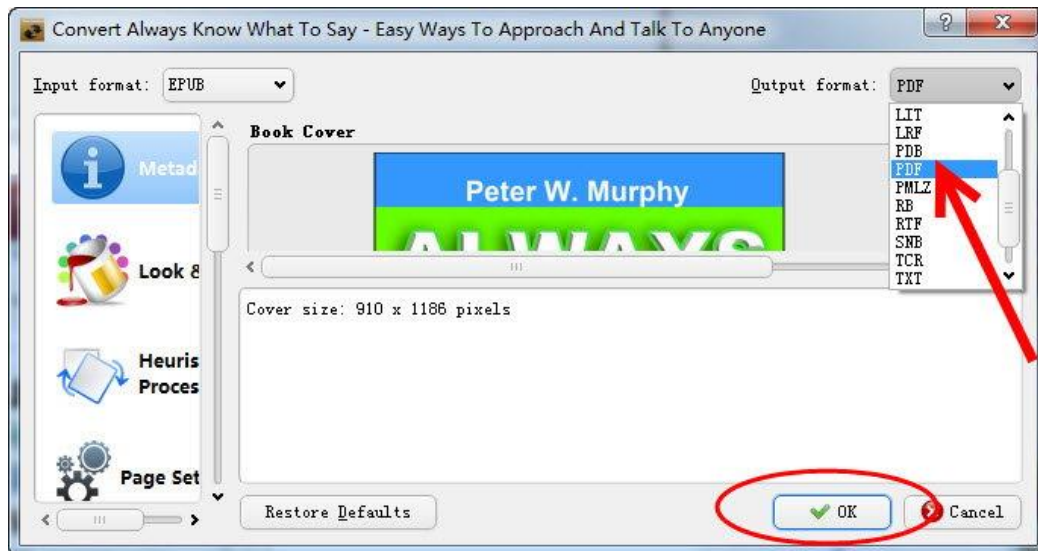 Convert Always Know What To Say - Easy Ways To Approach And Talk To Anyone
Input format: EPUB
Output format: PDF
LIT
LRF
PDB
PDF
PMLZ
RB
RTF
SNB
TCR
TXT
Metad
Look &
Heuris
Proces
Page Set
Book Cover
Peter W. Murphy
ALWAYS
Cover size: 910 x 1186 pixels
Restore Defaults
OK
Cancel